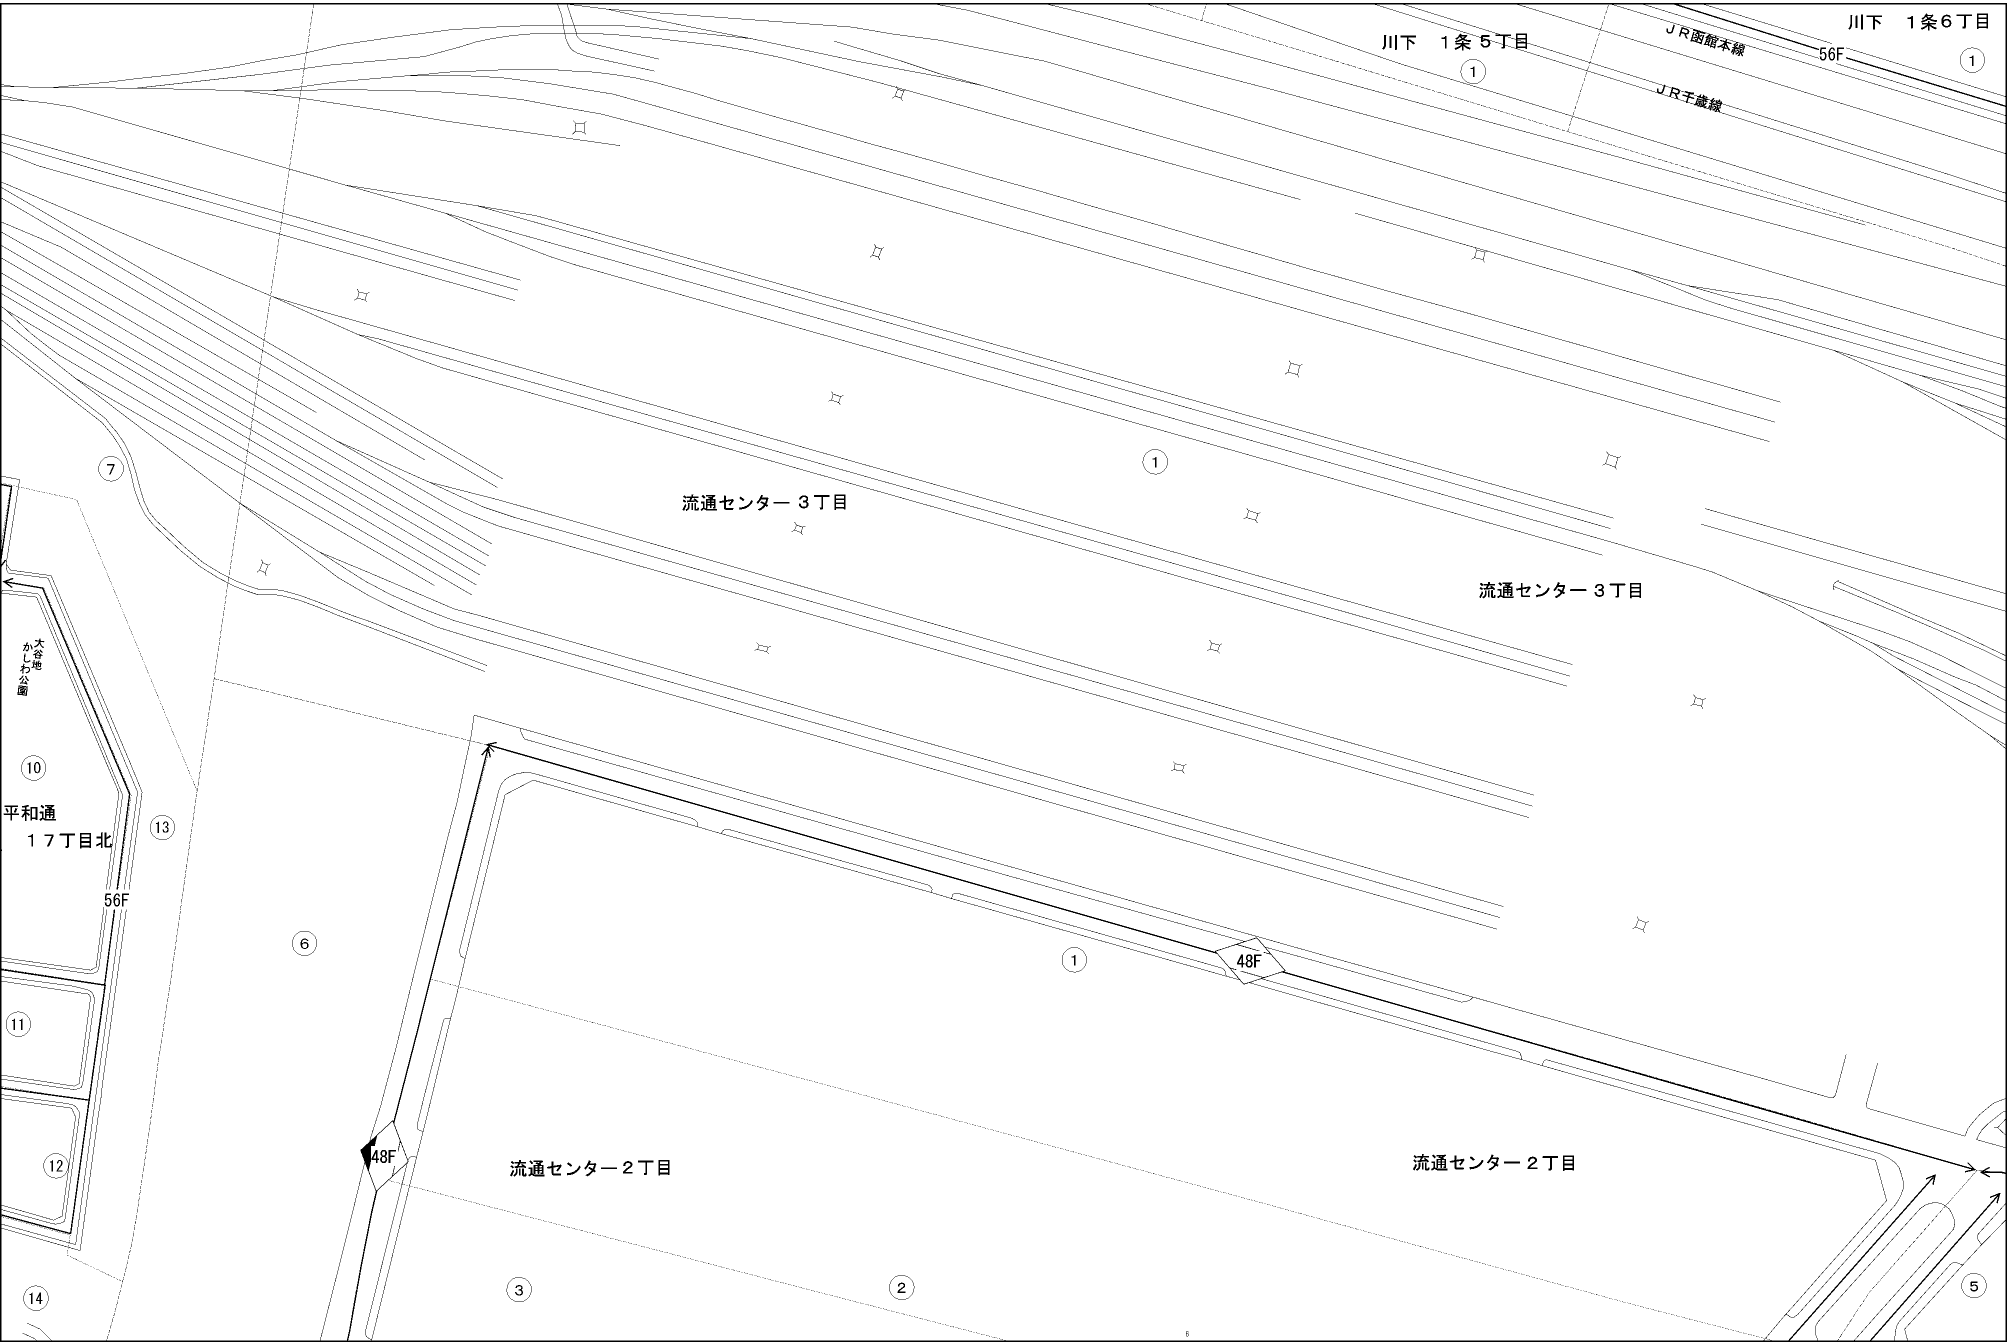 川下　１条６丁目
川下　１条５丁目
ＪＲ函館本線
56F
①
①
ＪＲ千歳線
⑦
①
流通センター３丁目
流通センター３丁目
大谷地
かしわ公園
⑩
平和通
１７丁目北
⑬
56F
⑥
①
48F
⑪
48F
⑫
流通センター２丁目
流通センター２丁目
③
②
⑤
⑭
6